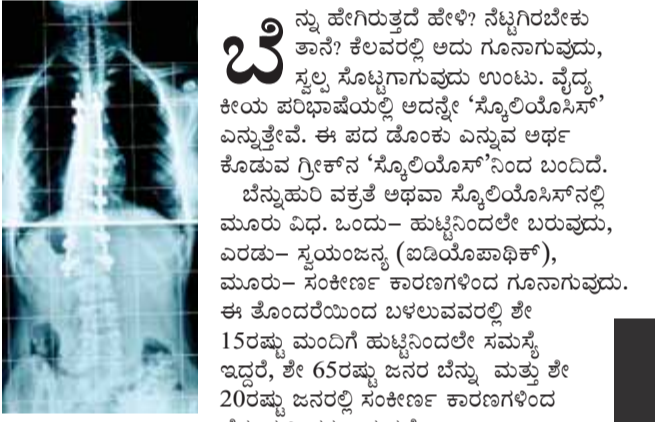 ಬೆನ್ನು ಹೇಗಿರುತ್ತದೆ ಹೇಳಿ? ನೆಟ್ಟಗಿರಬೇಕು
ತಾನೆ? ಕೆಲವರಲ್ಲಿ ಅದು ಗೂನಾಗುವುದು,
ಸ್ವಲ್ಪ ಸೊಟ್ಟಗಾಗುವುದು ಉಂಟು. ವೈದ್ಯ
ಕೀಯ ಪರಿಭಾಷೆಯಲ್ಲಿ ಅದನ್ನೇ ‘ಸ್ಕೊಲಿಯೊಸಿಸ್’
ಎನ್ನುತ್ತೇವೆ. ಈ ಪದ ಡೊಂಕು ಎನ್ನುವ ಅರ್ಥ
ಕೊಡುವ ಗ್ರೀಕ್‌ನ ‘ಸ್ಕೊಲಿಯೊಸ್’ನಿಂದ ಬಂದಿದೆ.
ಬೆನ್ನುಹುರಿ ವಕ್ರತೆ ಅಥವಾ ಸ್ಕೊಲಿಯೊಸಿಸ್‌ನಲ್ಲಿ
ಮೂರು ವಿಧ. ಒಂದು– ಹುಟ್ಟಿನಿಂದಲೇ ಬರುವುದು,
ಎರಡು– ಸ್ವಯಂಜನ್ಯ (ಐಡಿಯೊಪಾಥಿಕ್),
ಮೂರು– ಸಂಕೀರ್ಣ ಕಾರಣಗಳಿಂದ ಗೂನಾಗುವುದು.
ಈ ತೊಂದರೆಯಿಂದ ಬಳಲುವವರಲ್ಲಿ ಶೇ
15ರಷ್ಟು ಮಂದಿಗೆ ಹುಟ್ಟಿನಿಂದಲೇ ಸಮಸ್ಯೆ
ಇದ್ದರೆ, ಶೇ 65ರಷ್ಟು ಜನರ ಬೆನ್ನು ಮತ್ತು ಶೇ
20ರಷ್ಟು ಜನರಲ್ಲಿ ಸಂಕೀರ್ಣ ಕಾರಣಗಳಿಂದ